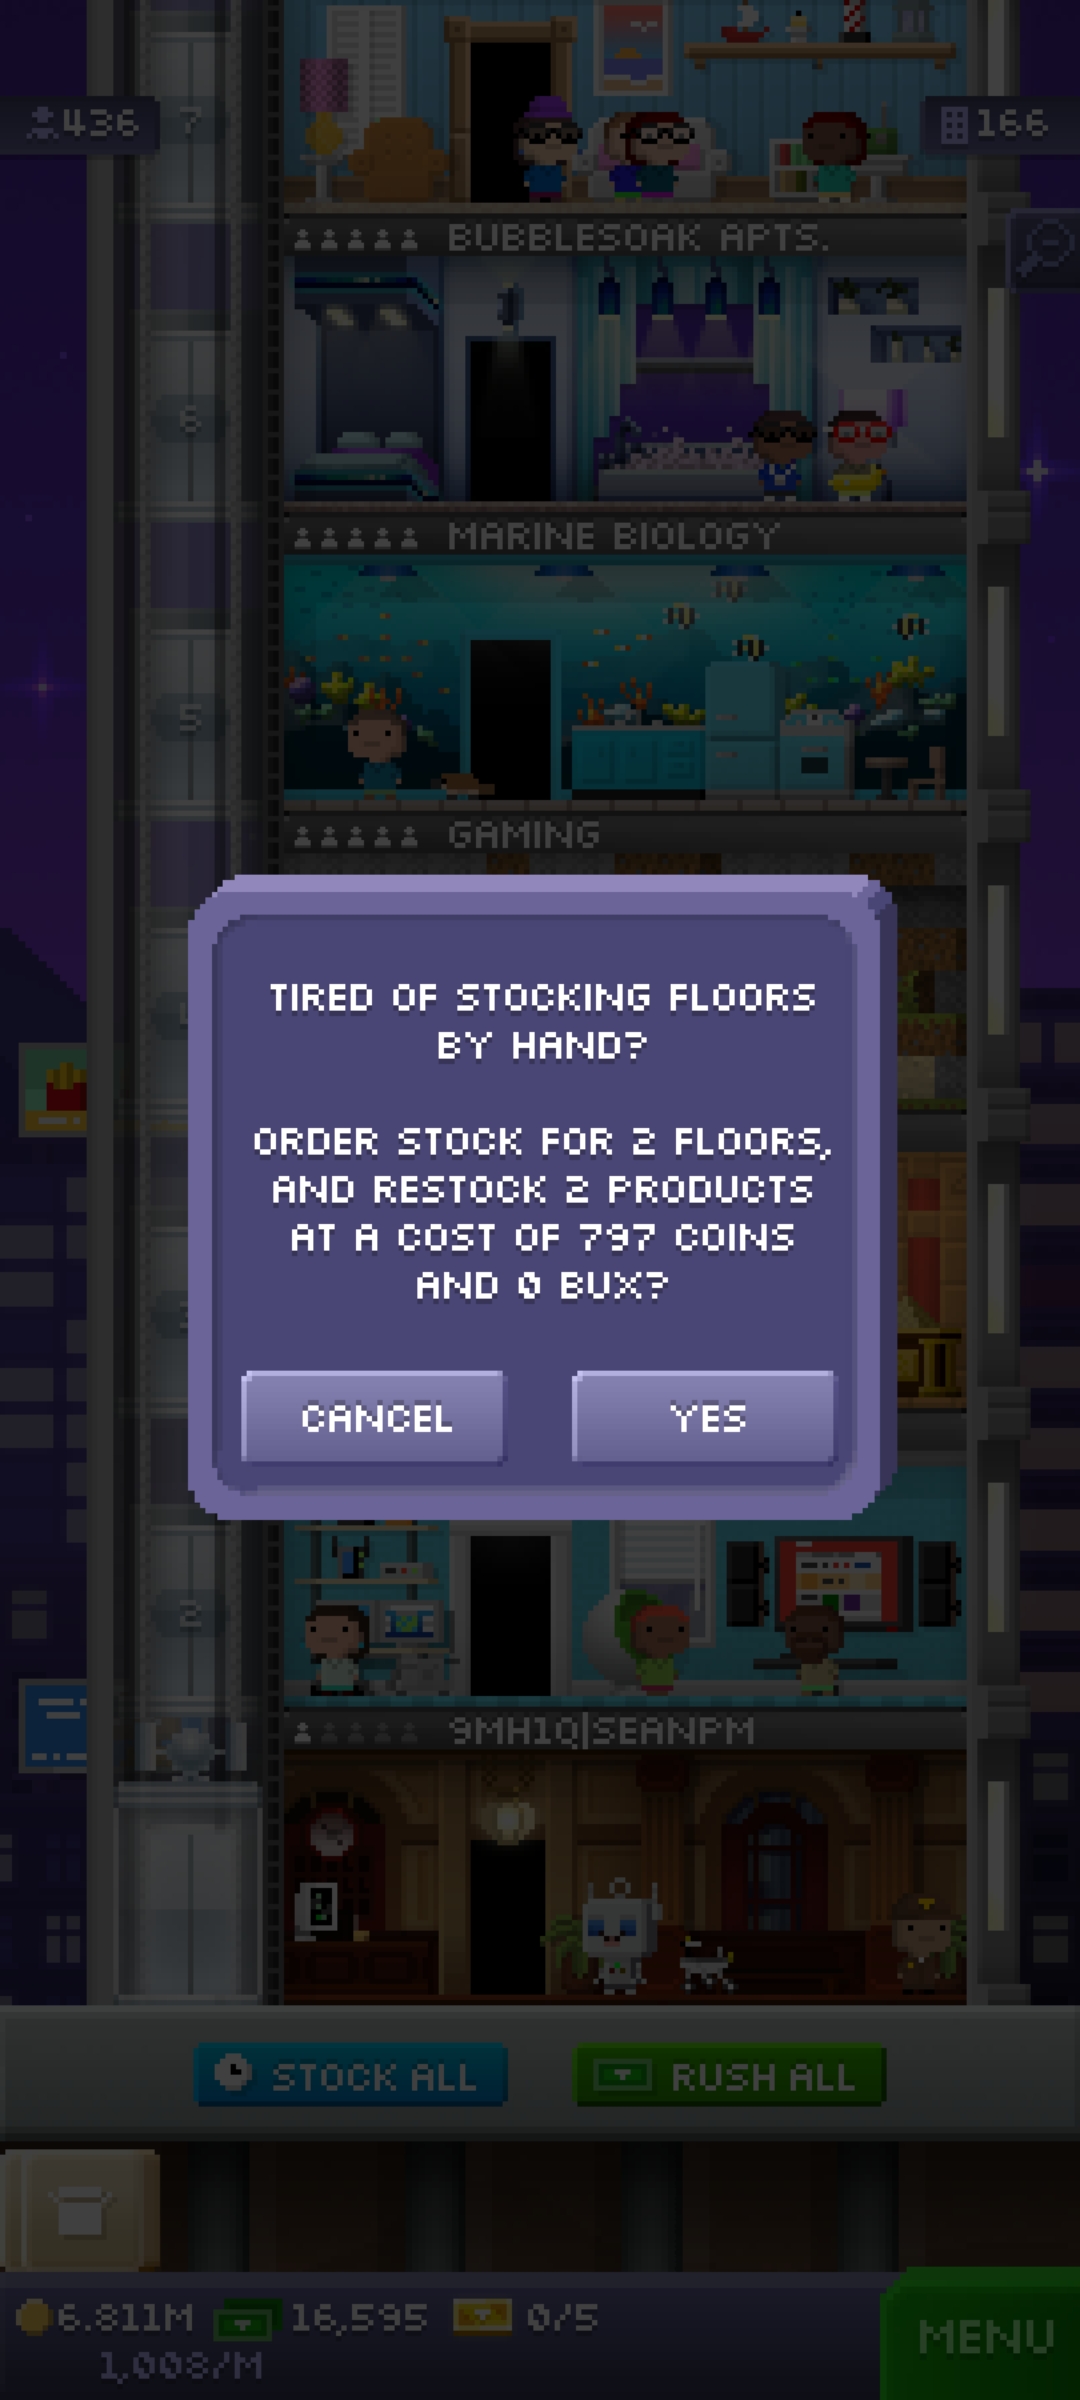 436
7
166
BUBBLESOAK APTS.
6
MARINE BIOLOGY
5
GAMING
TIRED OF STOCKING FLOORS
BY HAND?
ORDER STOCK FOR 2 FLOORS,
AND RESTOCK 2 PRODUCTS
AT A COST OF 797 COINS
AND 0 BUX?
CANCEL
YES
2
9MH1Q|SEANPM
STOCK ALL
RUSH ALL
6.811M
16,595
0/5
1,008/M
MENU